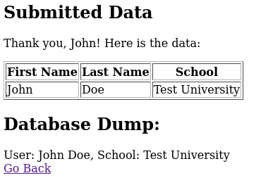 Submitted Data
Thank you, John! Here is the data:
First Name Last Name School
John Doe Test University
Database Dump:
User: John Doe, School: Test University
Go Back